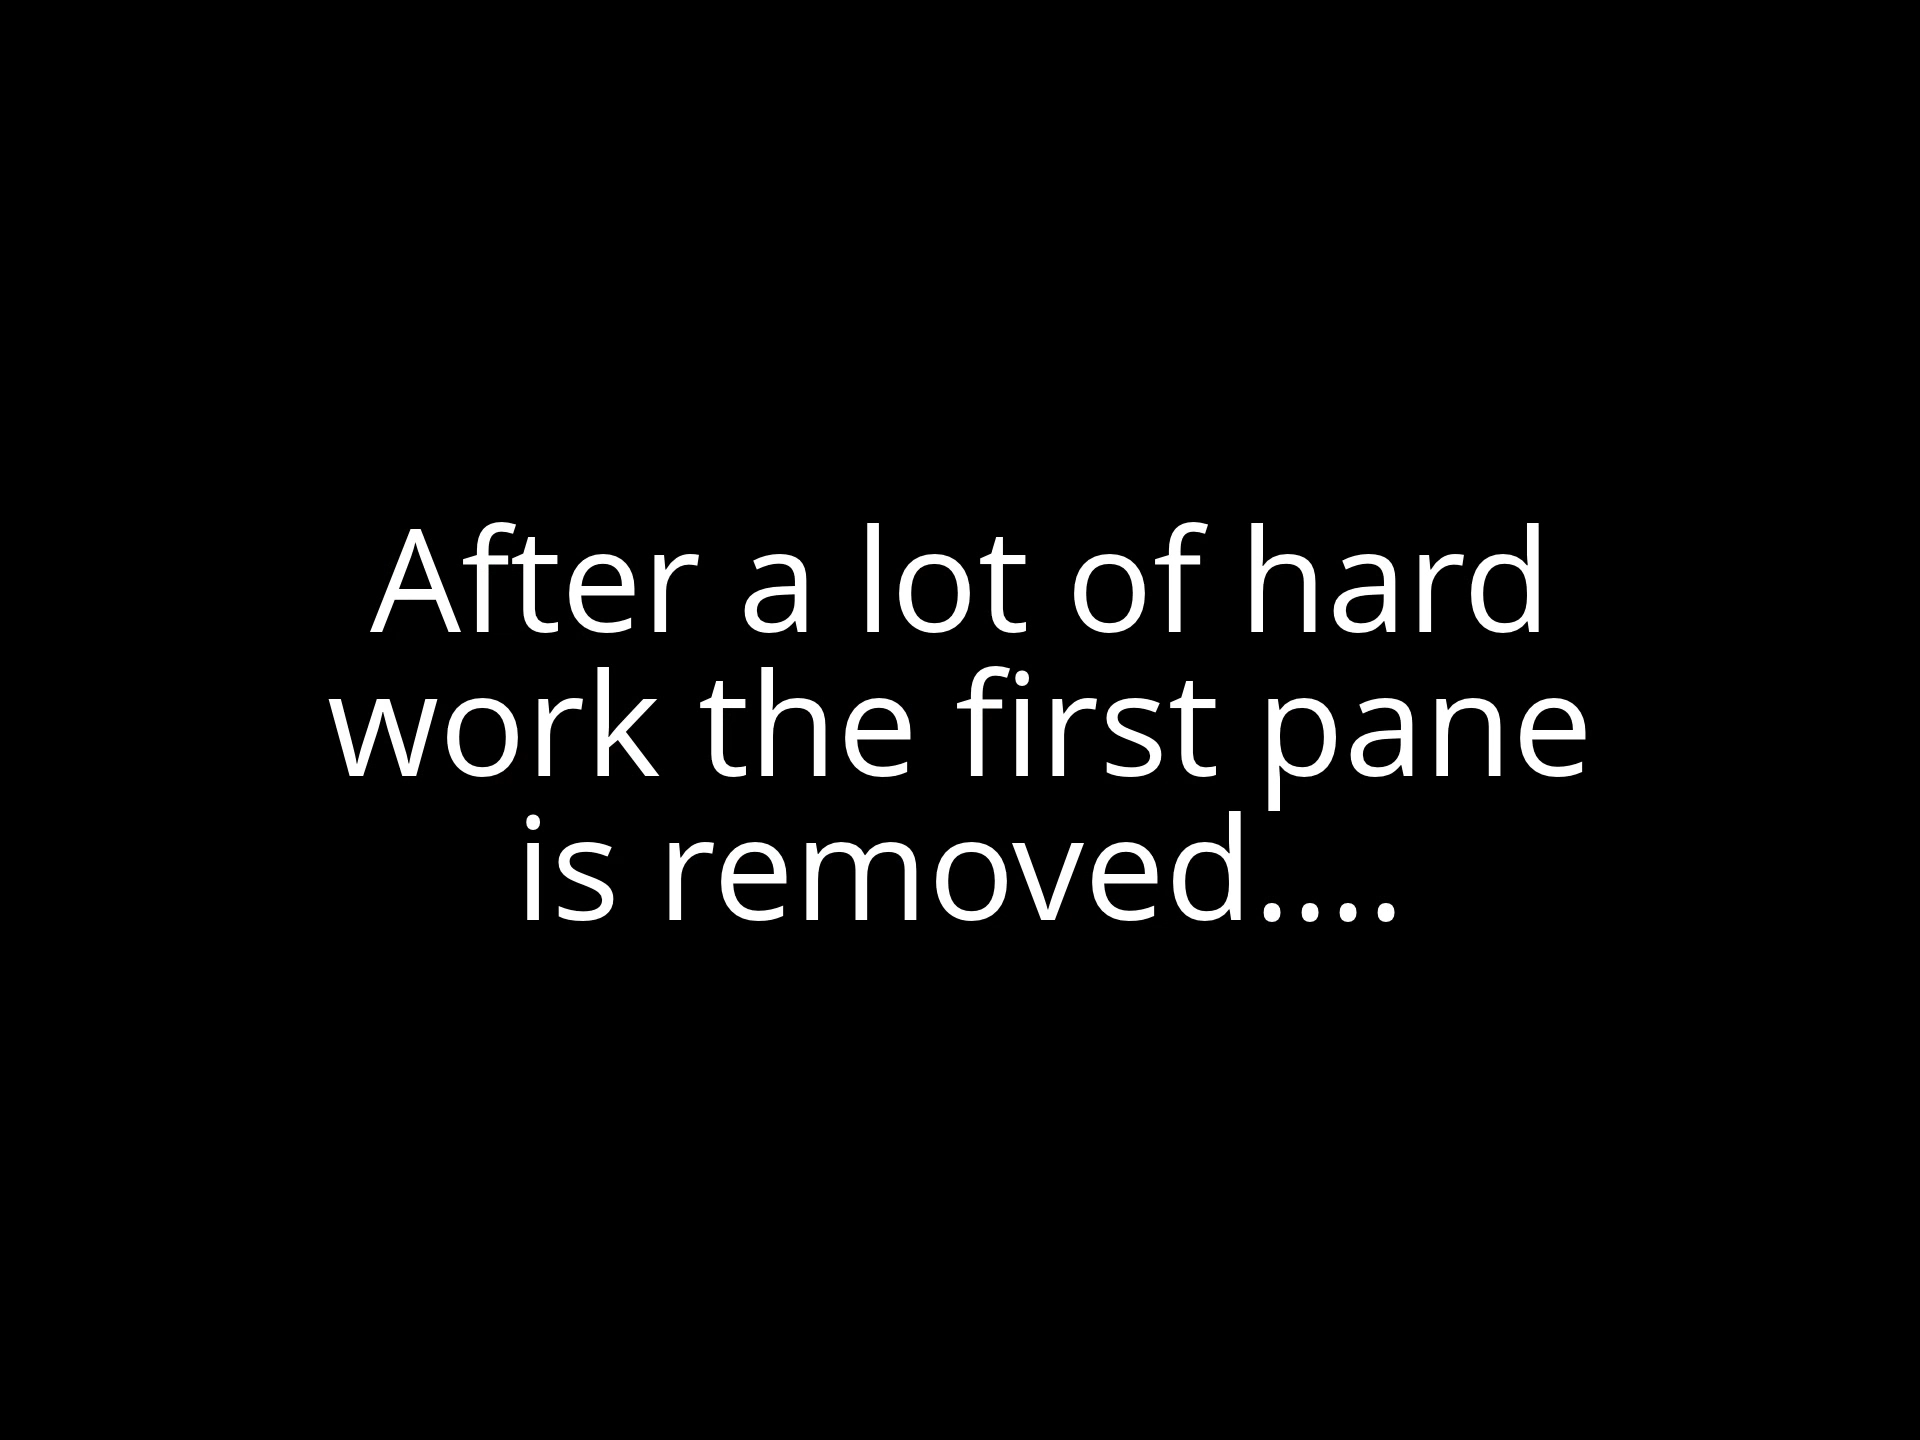 After a lot of hard
work the first pane
is removed....